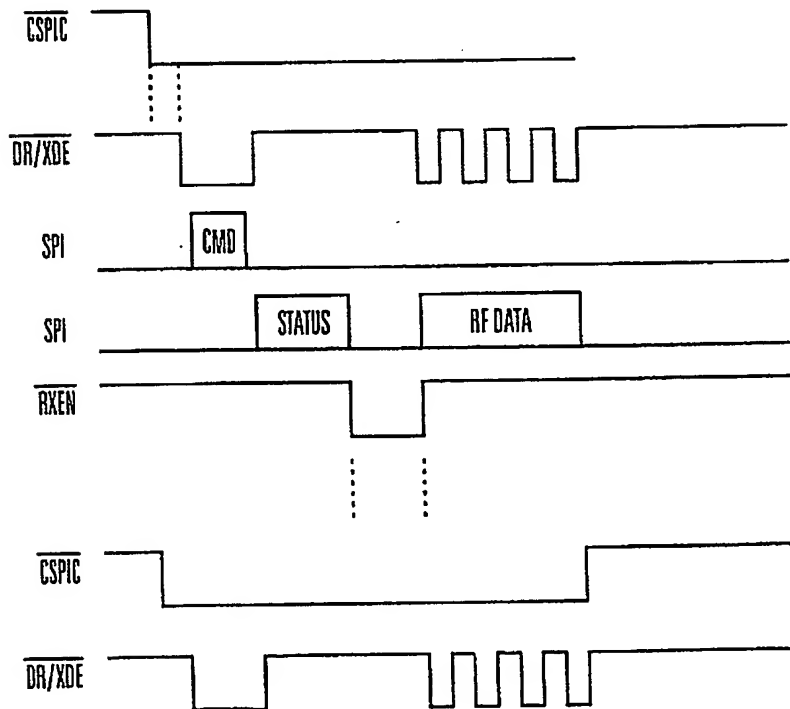 CSPIC
DR/XDE
SPI CMD
SPI STATUS RF DATA
RXEN
CSPIC
DR/XDE